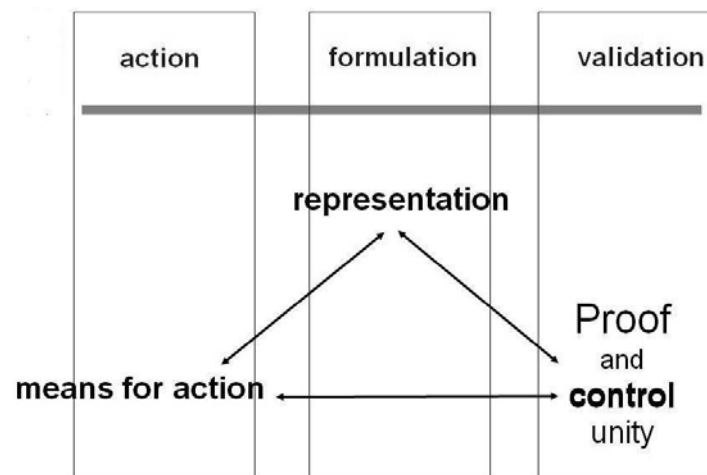 action formulation validation
representation
Proof
and
means for action control
unity